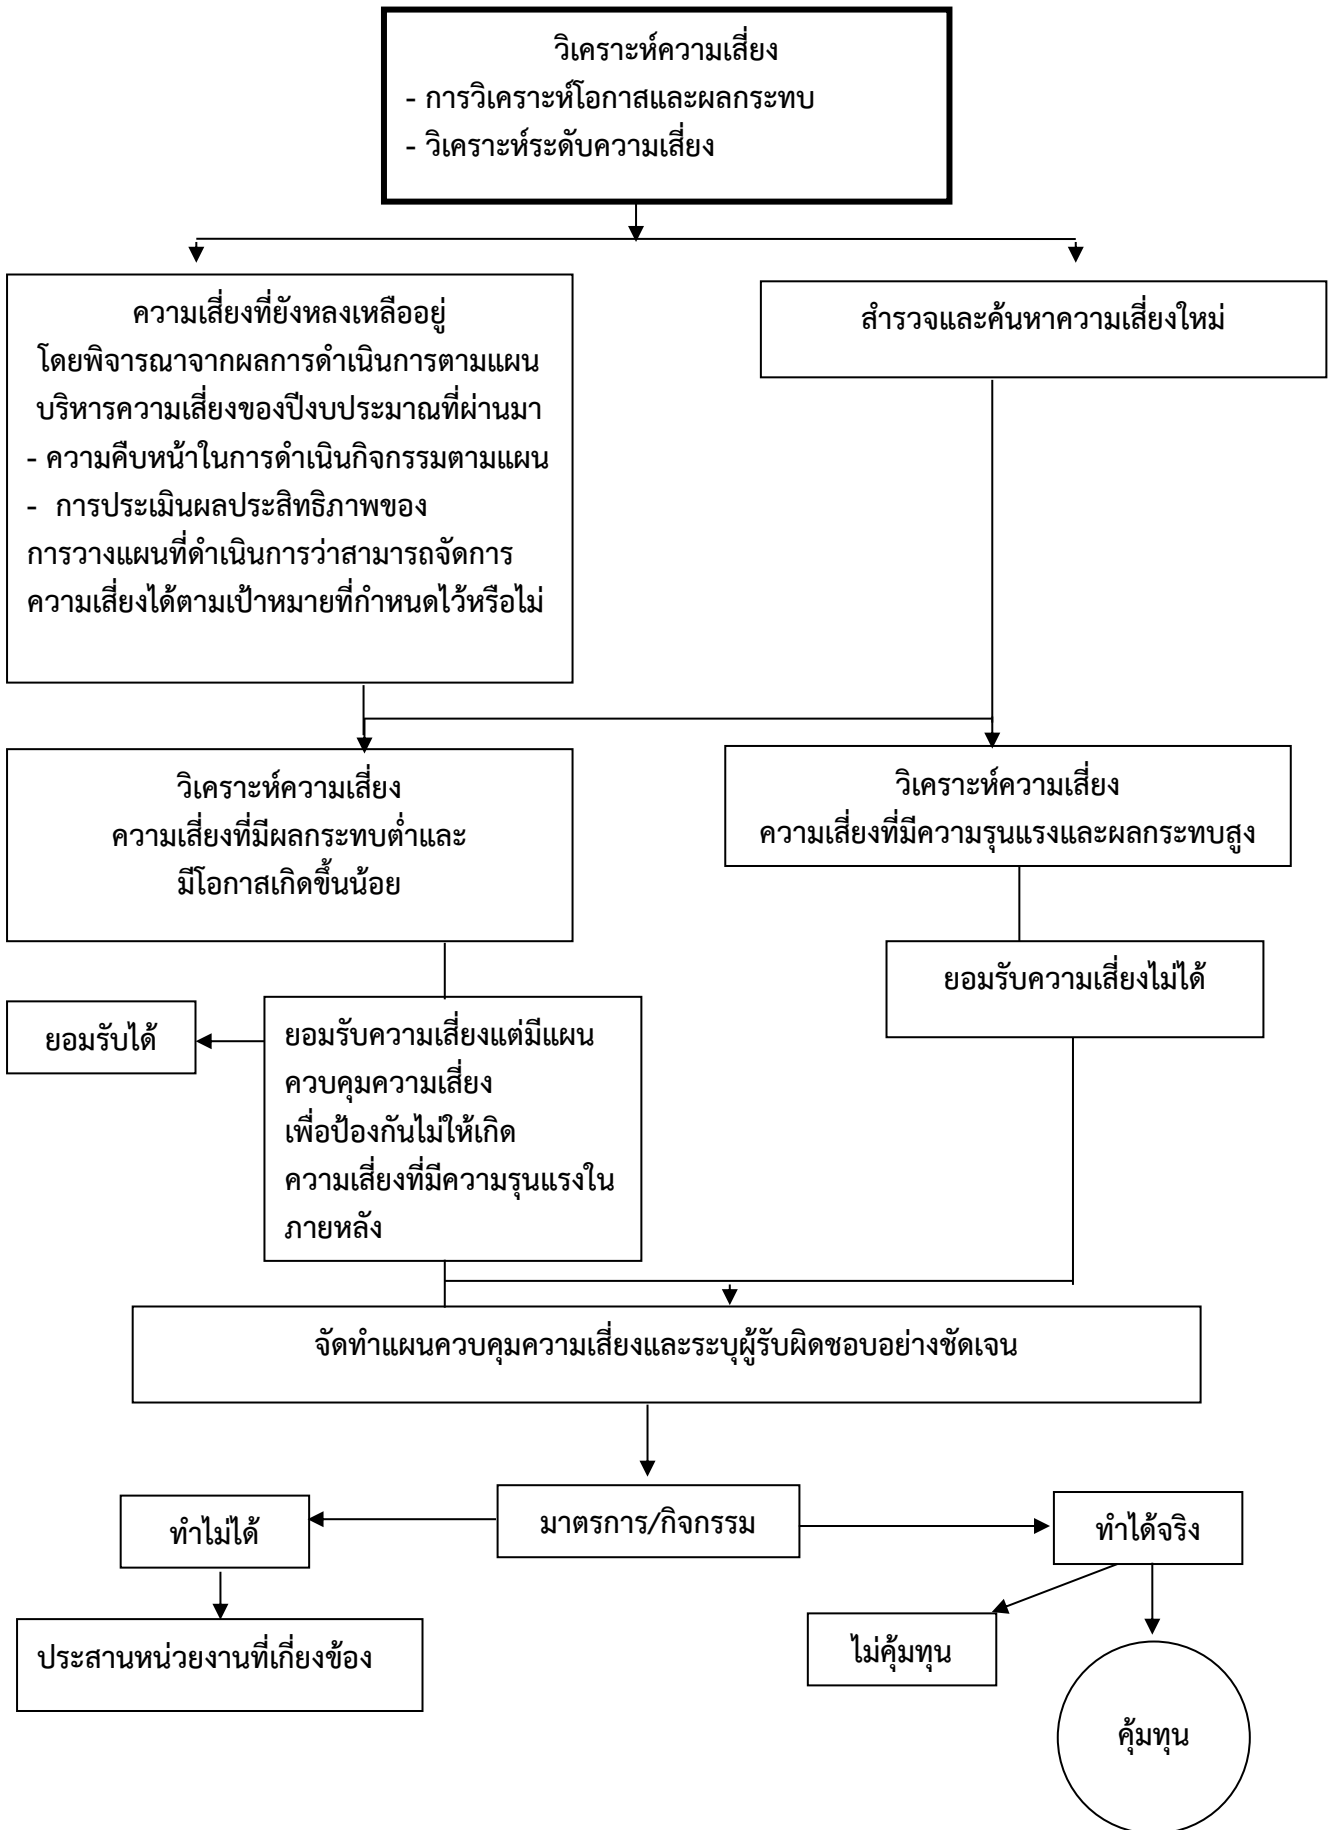 วิเคราะห์ความเสี่ยง
- การวิเคราะห์โอกาสและผลกระทบ
- วิเคราะห์ระดับความเสี่ยง
ความเสี่ยงที่ยังหลงเหลืออยู่
โดยพิจารณาจากผลการดำเนินการตามแผน
บริหารความเสี่ยงของปีงบประมาณที่ผ่านมา
- ความคืบหน้าในการดำเนินกิจกรรมตามแผน
- การประเมินผลประสิทธิภาพของ
การวางแผนที่ดำเนินการว่าสามารถจัดการ
ความเสี่ยงได้ตามเป้าหมายที่กำหนดไว้หรือไม่
สำรวจและค้นหาความเสี่ยงใหม่
วิเคราะห์ความเสี่ยง
ความเสี่ยงที่มีผลกระทบต่ำและ
มีโอกาสเกิดขึ้นน้อย
วิเคราะห์ความเสี่ยง
ความเสี่ยงที่มีความรุนแรงและผลกระทบสูง
ยอมรับความเสี่ยงไม่ได้
ยอมรับได้
ยอมรับความเสี่ยงแต่มีแผน
ควบคุมความเสี่ยง
เพื่อป้องกันไม่ให้เกิด
ความเสี่ยงที่มีความรุนแรงใน
ภายหลัง
จัดทำแผนควบคุมความเสี่ยงและระบุผู้รับผิดชอบอย่างชัดเจน
มาตรการ/กิจกรรม
ทำไม่ได้
ทำได้จริง
ประสานหน่วยงานที่เกี่ยงข้อง
ไม่คุ้มทุน
คุ้มทุน